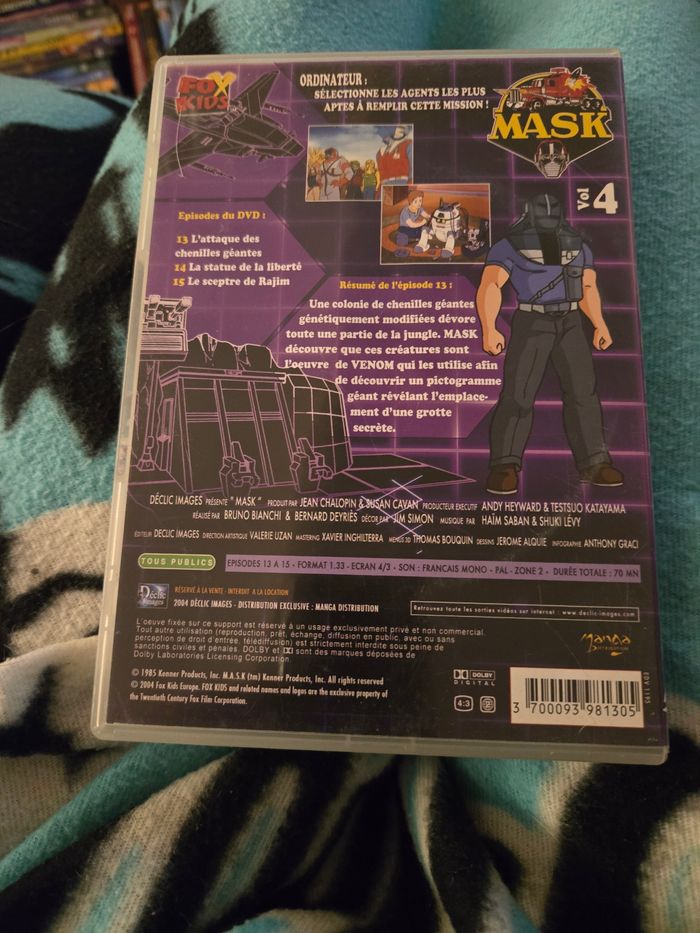 FOX
KIDS
ORDINATEUR :
SÉLECTIONNE LES AGENTS LES PLUS
APTES À REMPLIR CETTE MISSION !
MASK
Vol 4
Episodes du DVD :
13 L'attaque des
chenilles géantes
14 La statue de la liberté
15 Le sceptre de Rajim
Résumé de l'épisode 13 :
Une colonie de chenilles géantes
génétiquement modifiées dévore
toute une partie de la jungle. MASK
découvre que ces créatures sont
l'oeuvre de VENOM qui les utilise afin
de découvrir un pictogramme
géant révélant l'emplace-
ment d'une grotte
secrète.
DÉCLIC IMAGES PRÉSENTE "MASK" PRODUIT PAR JEAN CHALOPIN & SUSAN CAVAN PRODUCTEUR EXECUTIF ANDY HEYWARD & TESTSUO KATAYAMA
RÉALISÉ PAR BRUNO BIANCHI & BERNARD DEYRIÈS DÉCOR PAR JIM SIMON MUSIQUE PAR HAÏM SABAN & SHUKI LÉVY
ÉDITEUR DECLIC IMAGES DIRECTION ARTISTIQUE VALERIE UZAN MASTERING XAVIER INGHILTERRA MENUS 3D THOMAS BOUQUIN DESSINS JEROME ALQUIE INFOGRAPHIE ANTHONY GRACI
TOUS PUBLICS
EPISODES 13 A 15 - FORMAT 1.33 - ECRAN 4/3 - SON : FRANCAIS MONO - PAL - ZONE 2 - DURÉE TOTALE : 70 MN
Déclic
Images
RÉSERVÉ À LA VENTE - INTERDIT A LA LOCATION
2004 DÉCLIC IMAGES - DISTRIBUTION EXCLUSIVE : MANGA DISTRIBUTION
Retrouvez toute les sorties vidéos sur internet : www.declic-images.com
L'oeuvre fixée sur ce support est réservé à un usage exclusivement privé et non commercial.
Tout autre utilisation (reproduction, prêt, échange, diffusion en public, avec ou sans
perception de droit d'entrée, télédiffusion) est strictement interdite sous peine de
sanctions civiles et pénales. DOLBY et sont des marques déposées de
Dolby Laboratories Licensing Corporation.
Manga
DISTRIBUTION
© 1985 Kenner Products, Inc. M.A.S.K (tm) Kenner Products, Inc. All rights reserved.
© 2004 Fox Kids Europe. FOX KIDS and related names and logos are the exclusive property of
the Twentieth Century Fox Film Corporation.
DOLBY
DIGITAL
4:3
2
EDV 1195
3 700093 981305